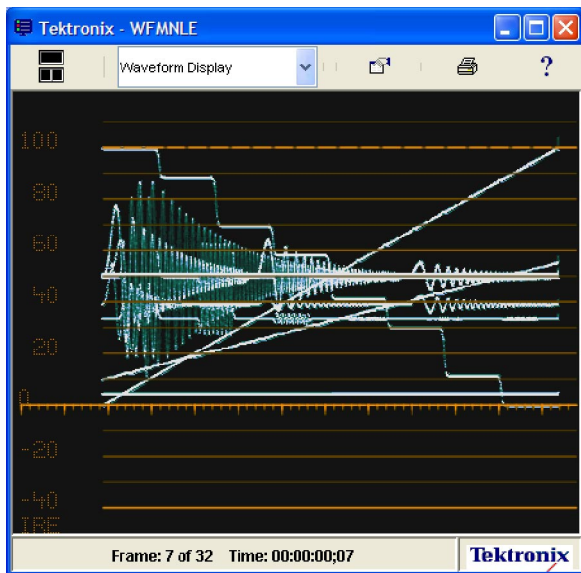 Tektronix - WFMNLE
Waveform Display
?
100
80
60
40
20
0
-20
-40
IRE
Frame: 7 of 32 Time: 00:00:00;07
Tektronix